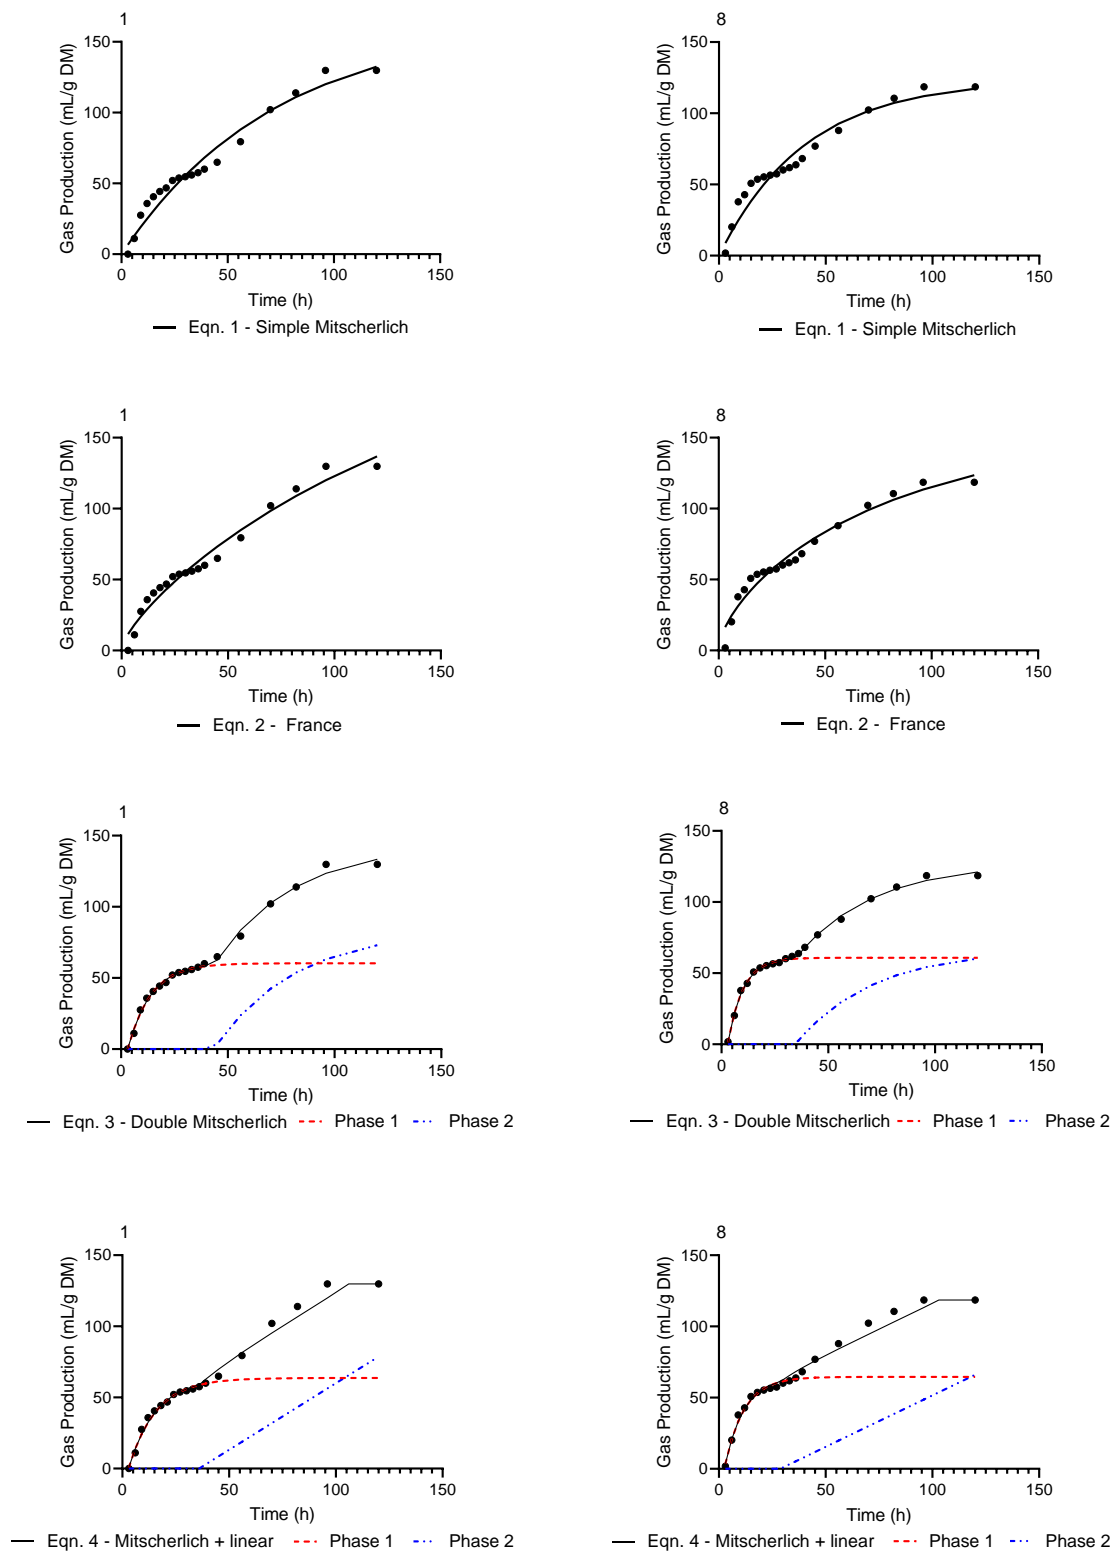 1
150
100
50
0
Gas Production (mL/g DM)
0 50 100 150
Time (h)
Eqn. 1 - Simple Mitscherlich
8
150
100
50
0
Gas Production (mL/g DM)
0 50 100 150
Time (h)
Eqn. 1 - Simple Mitscherlich
1
150
100
50
0
Gas Production (mL/g DM)
0 50 100 150
Time (h)
Eqn. 2 - France
8
150
100
50
0
Gas Production (mL/g DM)
0 50 100 150
Time (h)
Eqn. 2 - France
1
150
100
50
0
Gas Production (mL/g DM)
0 50 100 150
Time (h)
Eqn. 3 - Double Mitscherlich Phase 1 Phase 2
8
150
100
50
0
Gas Production (mL/g DM)
0 50 100 150
Time (h)
Eqn. 3 - Double Mitscherlich Phase 1 Phase 2
1
150
100
50
0
Gas Production (mL/g DM)
0 50 100 150
Time (h)
Eqn. 4 - Mitscherlich + linear Phase 1 Phase 2
8
150
100
50
0
Gas Production (mL/g DM)
0 50 100 150
Time (h)
Eqn. 4 - Mitscherlich + linear Phase 1 Phase 2